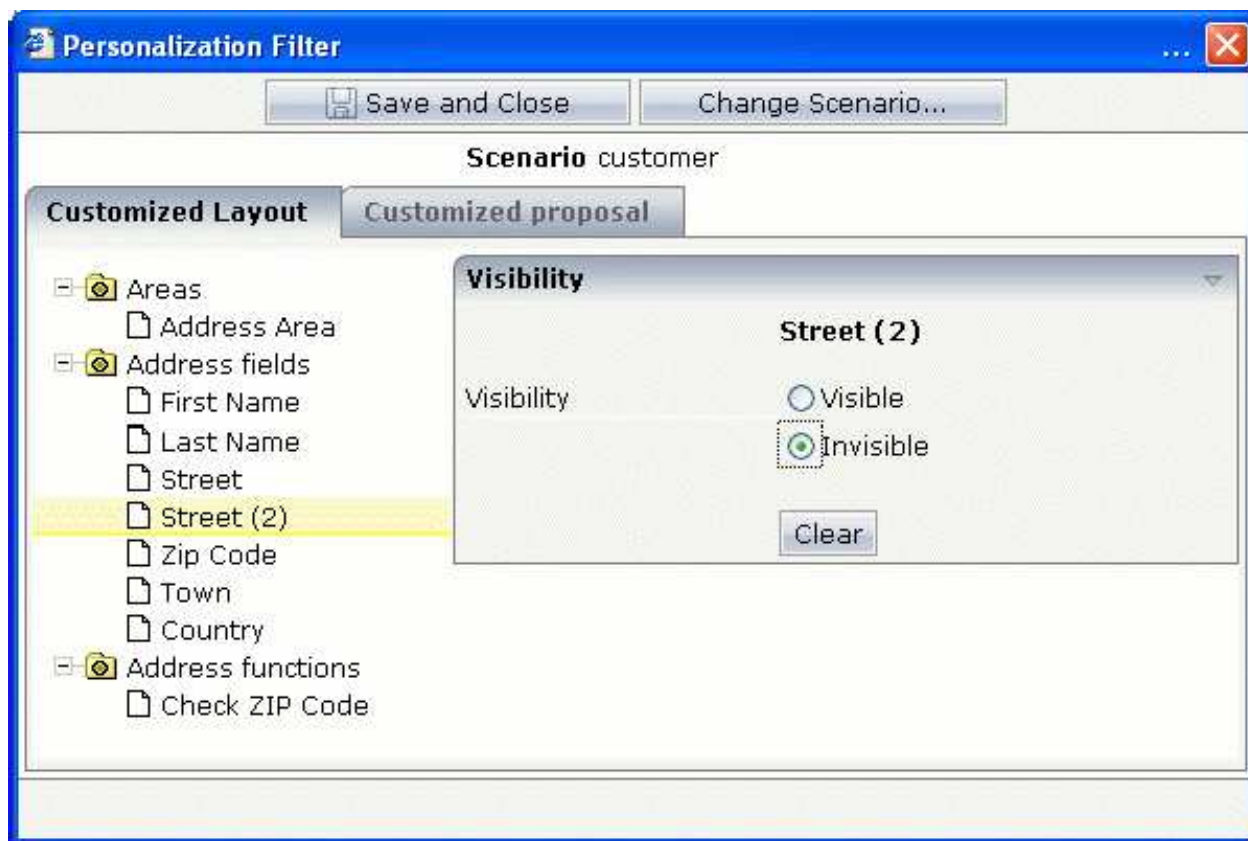 Personalization Filter ...
Save and Close Change Scenario...
Scenario customer
Customized Layout Customized proposal
Areas
Address Area
Address fields
First Name
Last Name
Street
Street (2)
Zip Code
Town
Country
Address functions
Check ZIP Code
Visibility
Street (2)
Visibility Visible
Invisible
Clear